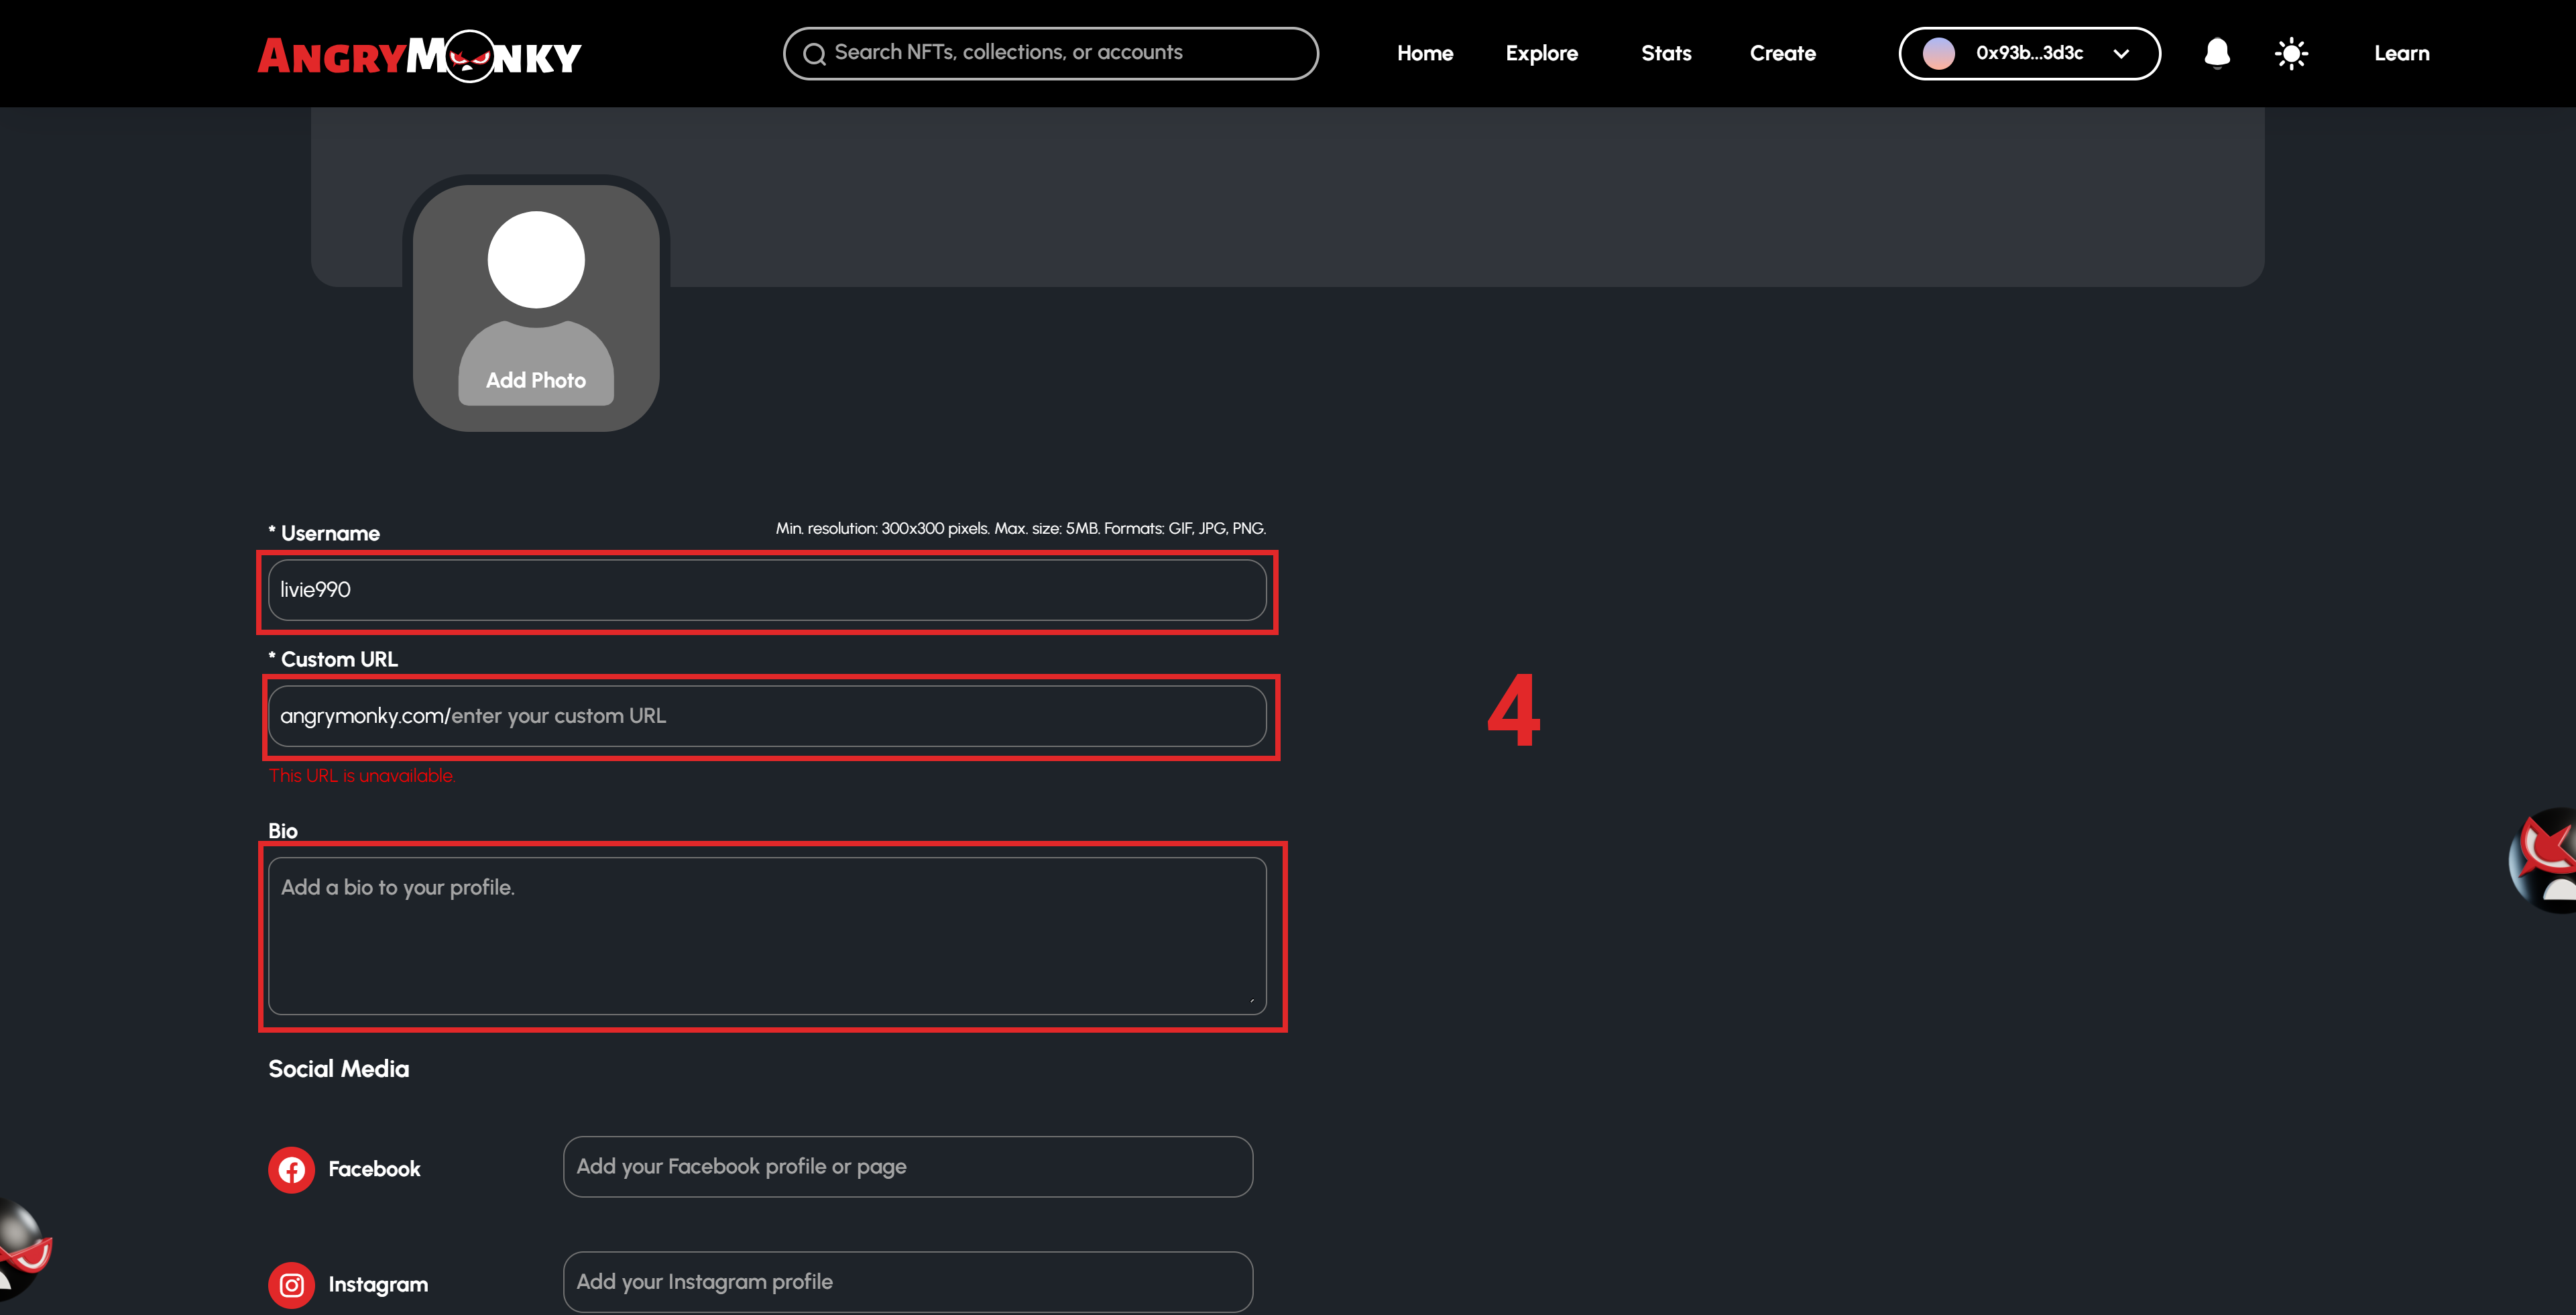 ANGRYMONKY
Search NFTs, collections, or accounts
Home
Explore
Stats
Create
0x93b...3d3c
Learn
Add Photo
* Username
Min. resolution: 300x300 pixels. Max. size: 5MB. Formats: GIF, JPG, PNG.
livie990
* Custom URL
angrymonky.com/enter your custom URL
4
This URL is unavailable.
Bio
Add a bio to your profile.
Social Media
Facebook
Add your Facebook profile or page
Instagram
Add your Instagram profile